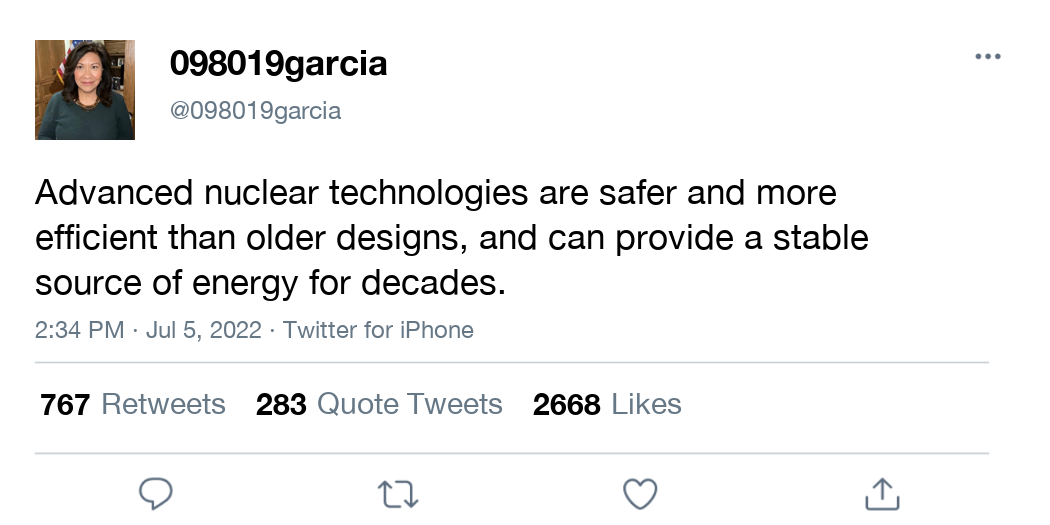 098019garcia
@098019garcia
Advanced nuclear technologies are safer and more
efficient than older designs, and can provide a stable
source of energy for decades.
2:34 PM · Jul 5, 2022 · Twitter for iPhone
767 Retweets 283 Quote Tweets 2668 Likes